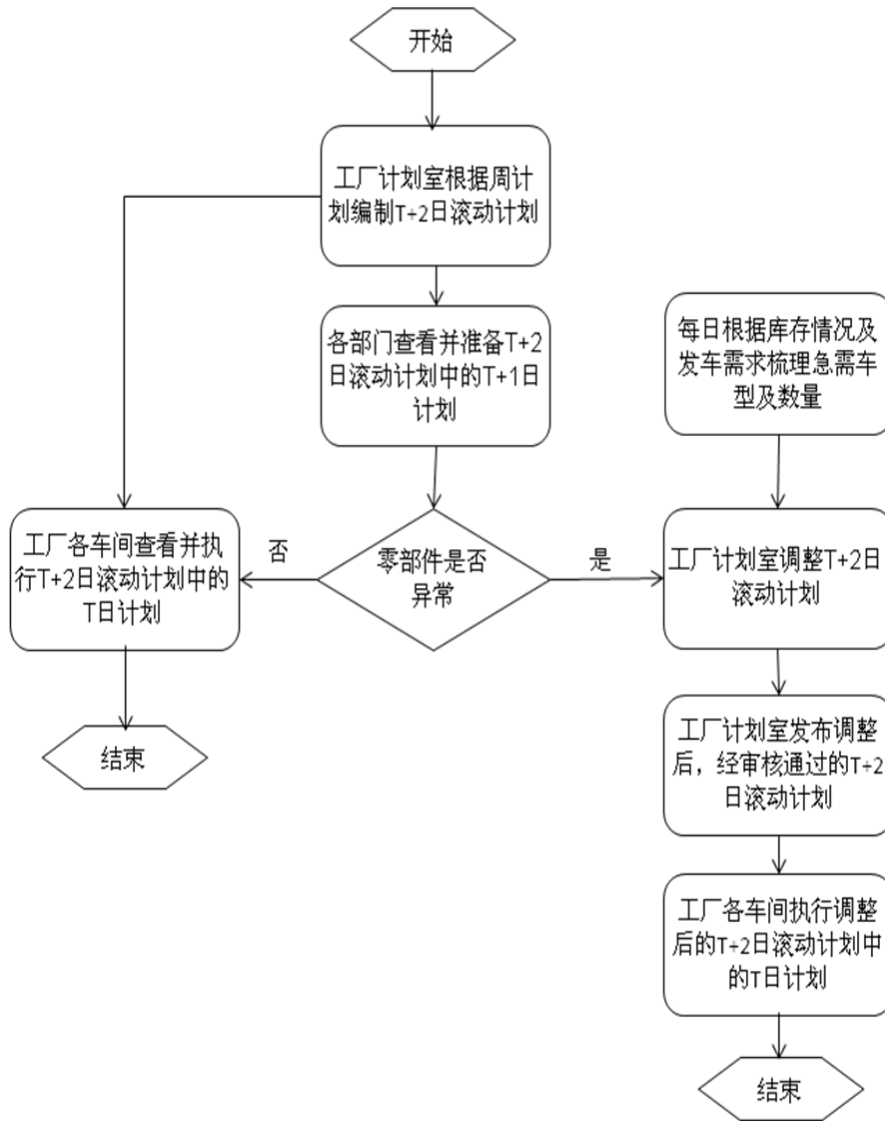 开始
工厂计划室根据周计
划编制T+2日滚动计划
各部门查看并准备T+2
日滚动计划中的T+1日
计划
每日根据库存情况及
发车需求梳理急需车
型及数量
工厂各车间查看并执
行T+2日滚动计划中的
T日计划
否
零部件是否
异常
是
工厂计划室调整T+2日
滚动计划
结束
工厂计划室发布调整
后，经审核通过的T+2
日滚动计划
工厂各车间执行调整
后的T+2日滚动计划中
的T日计划
结束